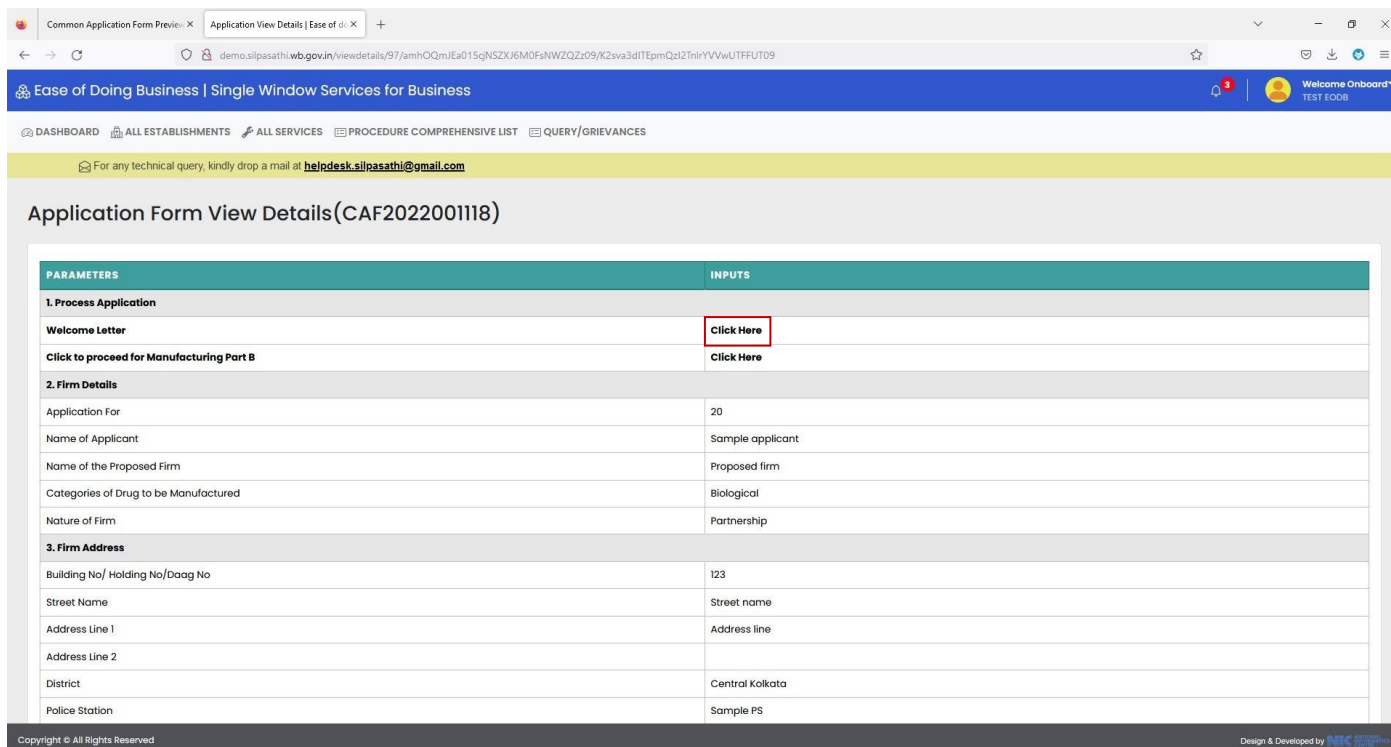 Common Application Form Preview
Application View Details | Ease of do
demo.silpasathi.wb.gov.in/viewdetails/97/amhOQmJEa015qjNSZXJ6M0FsNWZQZz09/K2sva3dlTEpmQzI2TnIrYVVwUTFFUT09
Ease of Doing Business | Single Window Services for Business
3
Welcome Onboard
TEST EODB
DASHBOARD ALL ESTABLISHMENTS ALL SERVICES PROCEDURE COMPREHENSIVE LIST QUERY/GRIEVANCES
For any technical query, kindly drop a mail at helpdesk.silpasathi@gmail.com
Application Form View Details(CAF2022001118)
PARAMETERS INPUTS
1. Process Application
Welcome Letter Click Here
Click to proceed for Manufacturing Part B Click Here
2. Firm Details
Application For 20
Name of Applicant Sample applicant
Name of the Proposed Firm Proposed firm
Categories of Drug to be Manufactured Biological
Nature of Firm Partnership
3. Firm Address
Building No/ Holding No/Daag No 123
Street Name Street name
Address Line 1 Address line
Address Line 2
District Central Kolkata
Police Station Sample PS
Copyright © All Rights Reserved Design & Developed by NIC